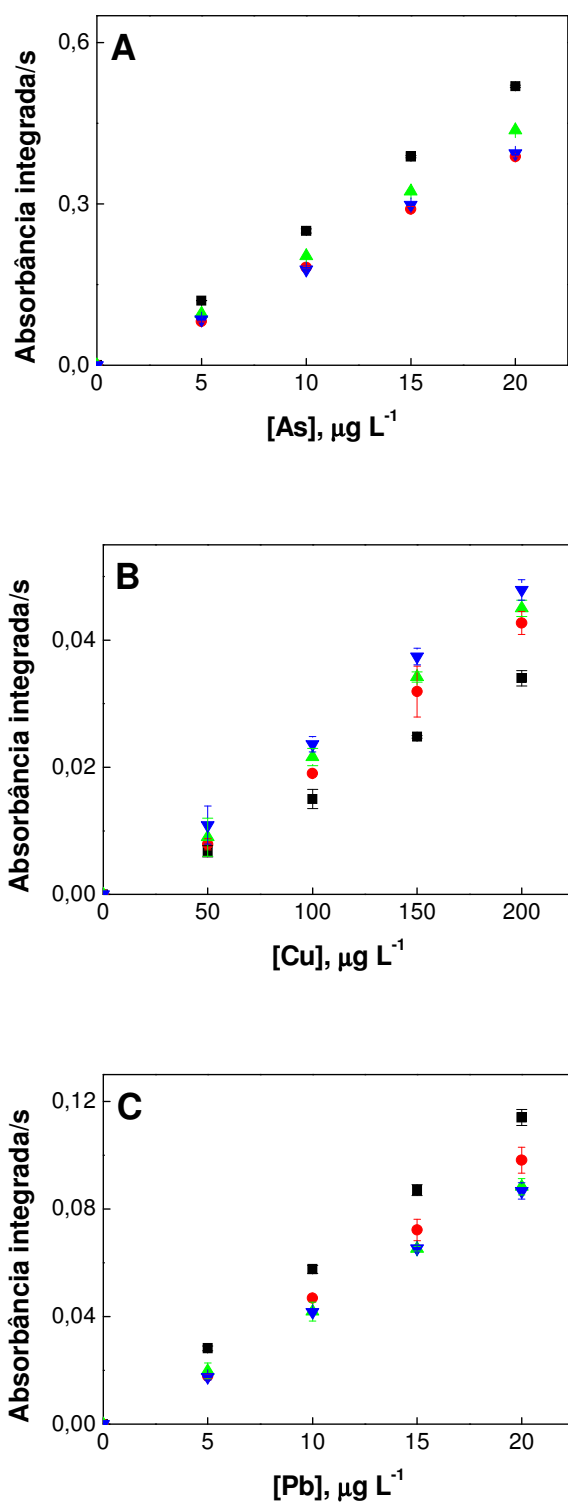 A
Absorbância integrada/s
0,6
0,3
0,0
0 5 10 15 20
[As], μg L⁻¹
B
Absorbância integrada/s
0,04
0,02
0,00
0 50 100 150 200
[Cu], μg L⁻¹
C
Absorbância integrada/s
0,12
0,08
0,04
0,00
0 5 10 15 20
[Pb], μg L⁻¹